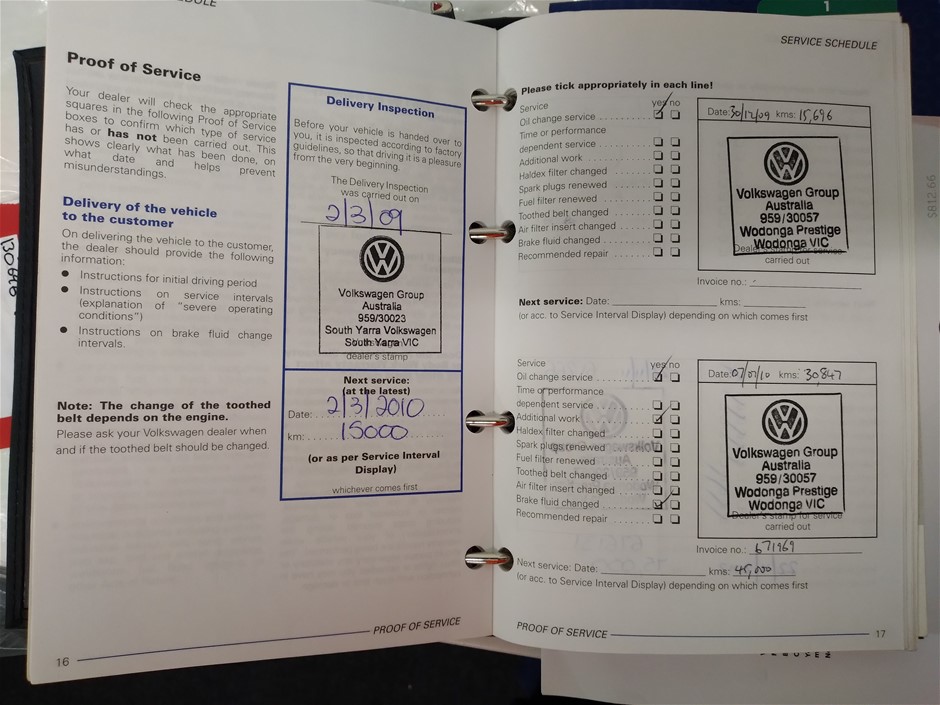 Proof of Service
Your dealer will check the appropriate
squares in the following Proof of Service
boxes to confirm which type of service
has or has not been carried out. This
shows clearly what has been done, on
what date and helps prevent
misunderstandings.
Delivery of the vehicle
to the customer
On delivering the vehicle to the customer,
the dealer should provide the following
information:
● Instructions for initial driving period
● Instructions on service intervals
(explanation of "severe operating
conditions")
● Instructions on brake fluid change
intervals.
Note: The change of the toothed
belt depends on the engine.
Please ask your Volkswagen dealer when
and if the toothed belt should be changed.
Delivery Inspection
Before your vehicle is handed over to
you, it is inspected according to factory
guidelines, so that driving it is a pleasure
from the very beginning.
The Delivery Inspection
was carried out on
2/3/09
Volkswagen Group
Australia
959/30023
South Yarra Volkswagen
South Yarra VIC
dealer's stamp
Next service:
(at the latest)
Date: 2/3/2010
km: 15000
(or as per Service Interval
Display)
whichever comes first
16
PROOF OF SERVICE
SERVICE SCHEDULE
Please tick appropriately in each line!
Service yes no
Oil change service
Time or performance
dependent service
Additional work
Haldex filter changed
Spark plugs renewed
Fuel filter renewed
Toothed belt changed
Air filter insert changed
Brake fluid changed
Recommended repair
Date: 30/12/09 kms: 15,696
Volkswagen Group
Australia
959/30057
Wodonga Prestige
Wodonga VIC
Dealer's stamp for service
carried out
Invoice no.: -
Next service: Date: kms:
(or acc. to Service Interval Display) depending on which comes first
Service yes no
Oil change service
Time or performance
dependent service
Additional work
Haldex filter changed
Spark plugs renewed
Fuel filter renewed
Toothed belt changed
Air filter insert changed
Brake fluid changed
Recommended repair
Date: 07/07/10 kms: 30,847
Volkswagen Group
Australia
959/30057
Wodonga Prestige
Wodonga VIC
Dealer's stamp for service
carried out
Invoice no.: 671969
Next service: Date: kms: 45,000
(or acc. to Service Interval Display) depending on which comes first
PROOF OF SERVICE
17
1
$812.66